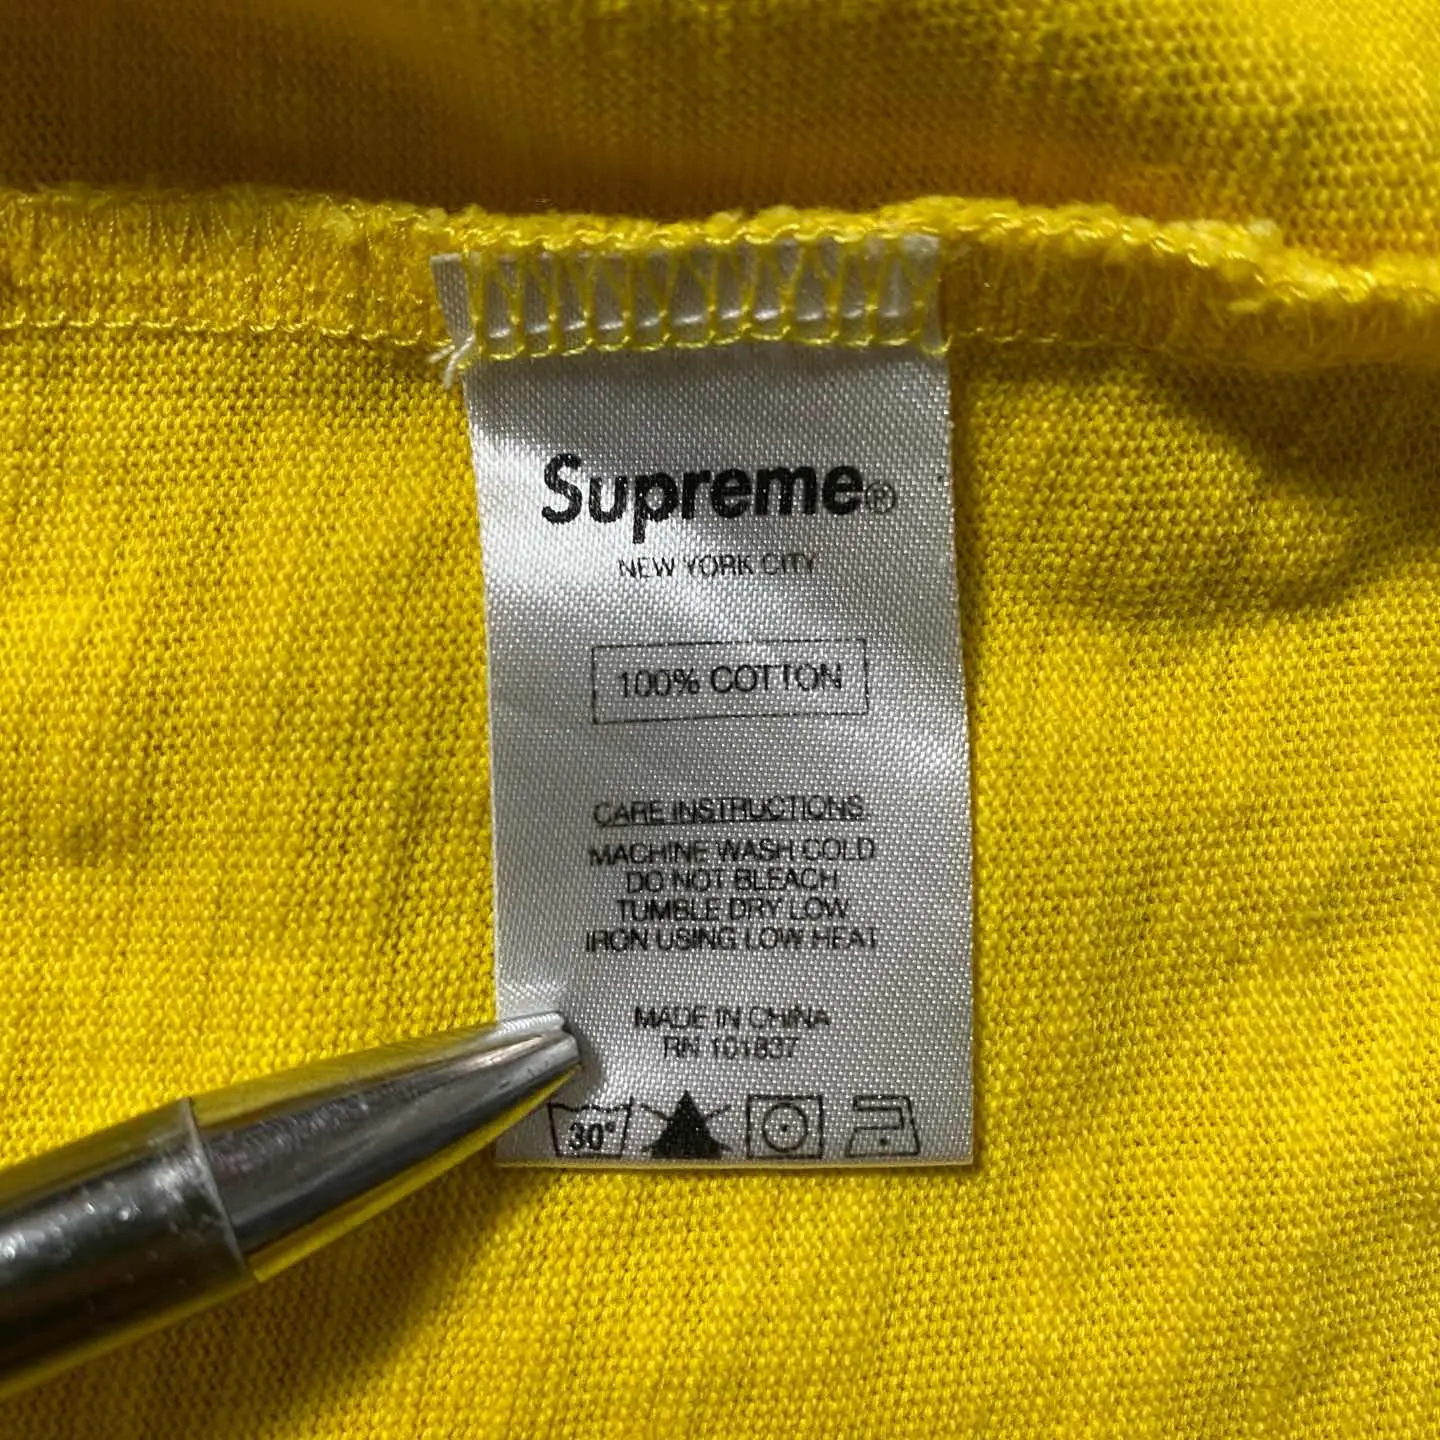 Supreme®
NEW YORK CITY
100% COTTON
CARE INSTRUCTIONS
MACHINE WASH COLD
DO NOT BLEACH
TUMBLE DRY LOW
IRON USING LOW HEAT
MADE IN CHINA
RN 101837
30°